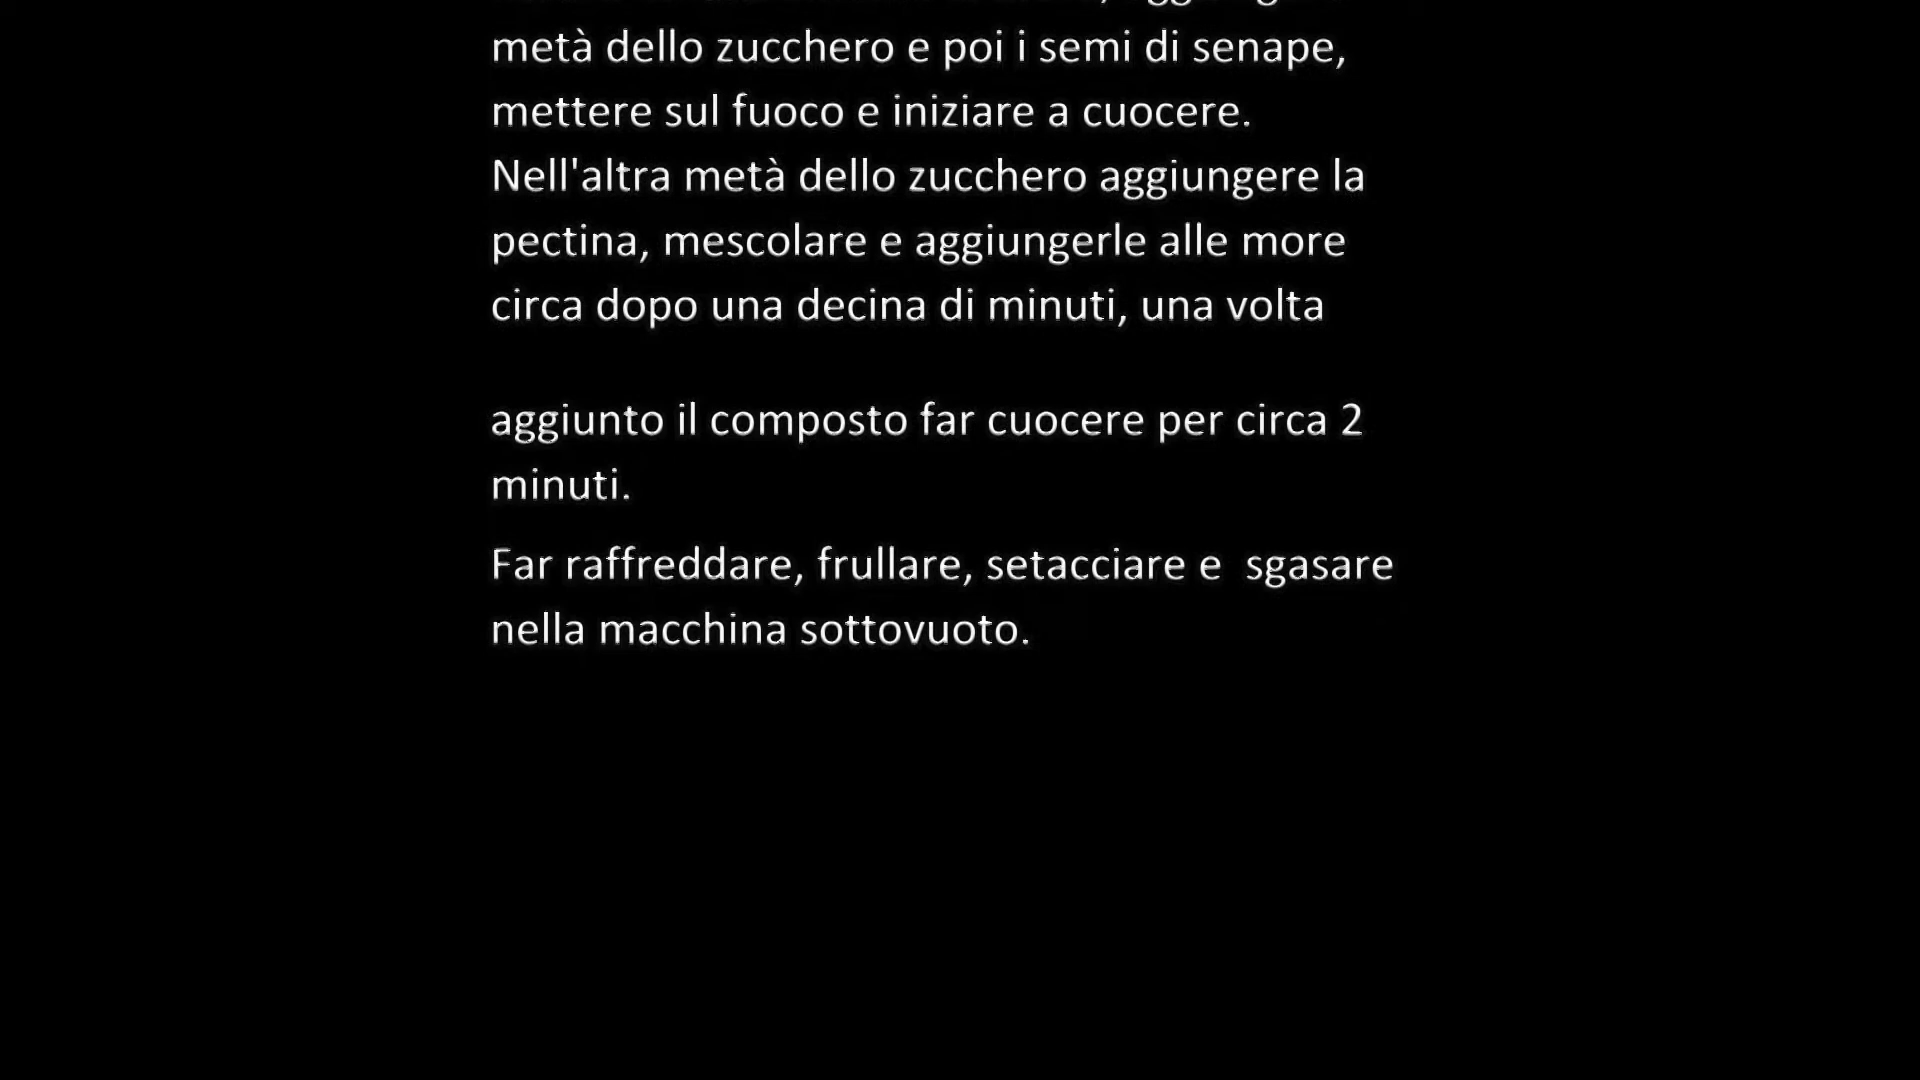 metà dello zucchero e poi i semi di senape,
mettere sul fuoco e iniziare a cuocere.
Nell'altra metà dello zucchero aggiungere la
pectina, mescolare e aggiungerle alle more
circa dopo una decina di minuti, una volta
aggiunto il composto far cuocere per circa 2
minuti.
Far raffreddare, frullare, setacciare e  sgasare
nella macchina sottovuoto.